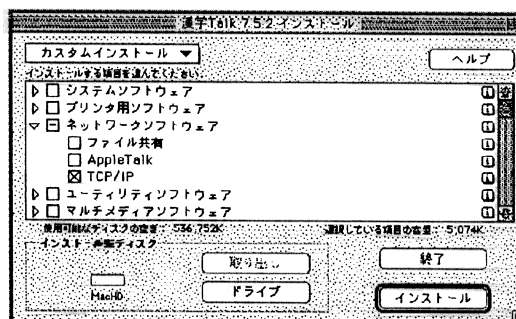 漢字Talk 7.5.2 インストール
カスタムインストール
ヘルプ
インストールする項目を選んでください。
システムソフトウェア
プリンタ用ソフトウェア
ネットワークソフトウェア
ファイル共有
AppleTalk
TCP/IP
ユーティリティソフトウェア
マルチメディアソフトウェア
使用可能なディスクの空き： 536,752K
選択している項目の容量： 5,074K
インストール先ディスク
取り出し
終了
MacHD
ドライブ
インストール